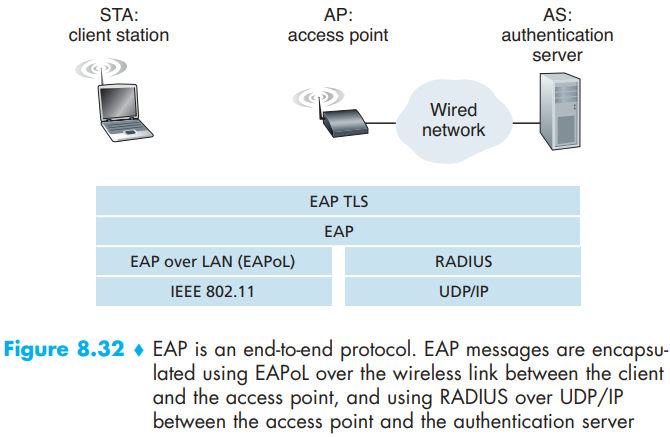 STA:
client station
AP:
access point
AS:
authentication
server
Wired
network
EAP TLS
EAP
EAP over LAN (EAPoL)
RADIUS
IEEE 802.11
UDP/IP
Figure 8.32 ♦ EAP is an end-to-end protocol. EAP messages are encapsu-
lated using EAPoL over the wireless link between the client
and the access point, and using RADIUS over UDP/IP
between the access point and the authentication server